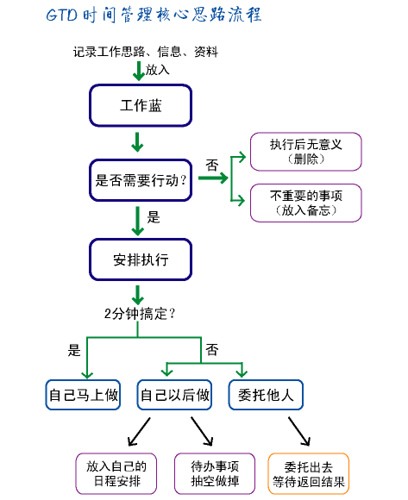 GTD 时间管理核心思路流程
记录工作思路、信息、资料
放入
工作蓝
是否需要行动?
否
执行后无意义
（删除）
不重要的事项
（放入备忘）
是
安排执行
2分钟搞定?
是
否
自己马上做
自己以后做
委托他人
放入自己的
日程安排
待办事项
抽空做掉
委托出去
等待返回结果